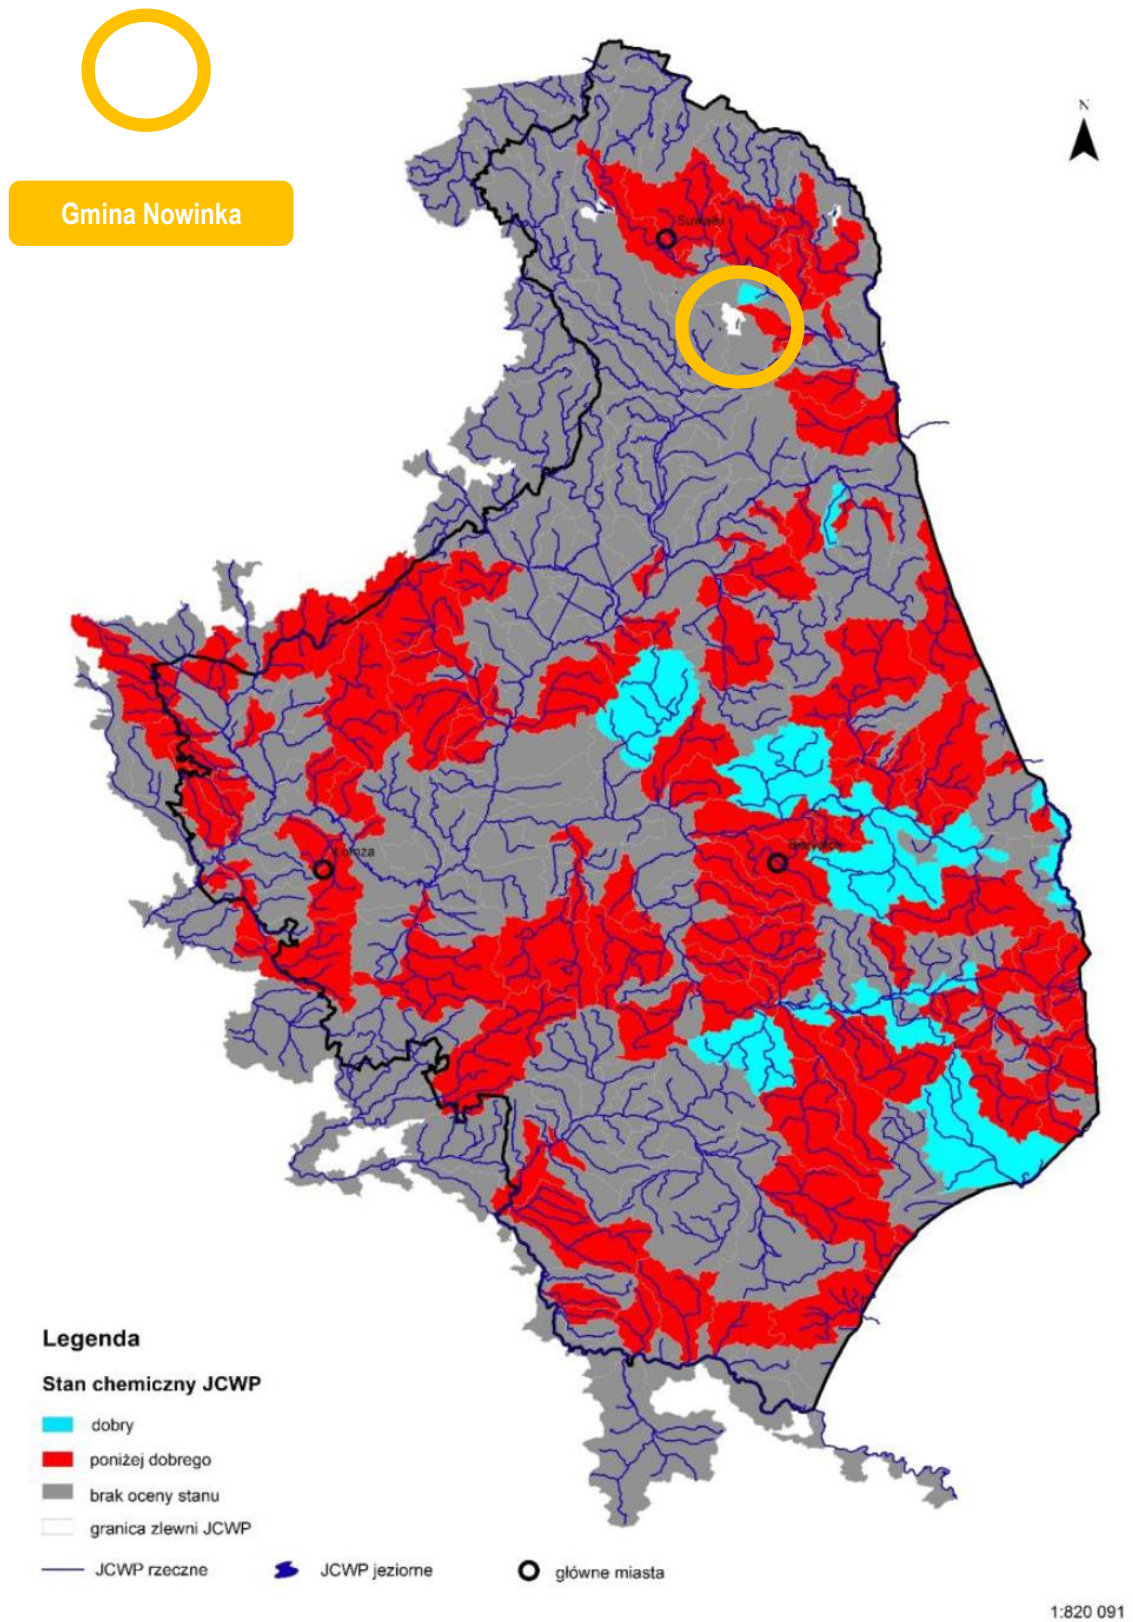 Gmina Nowinka
N
Suwałki
Łomża
Białystok
Legenda
Stan chemiczny JCWP
dobry
poniżej dobrego
brak oceny stanu
granica zlewni JCWP
JCWP rzeczne
JCWP jeziorne
główne miasta
1:820 091